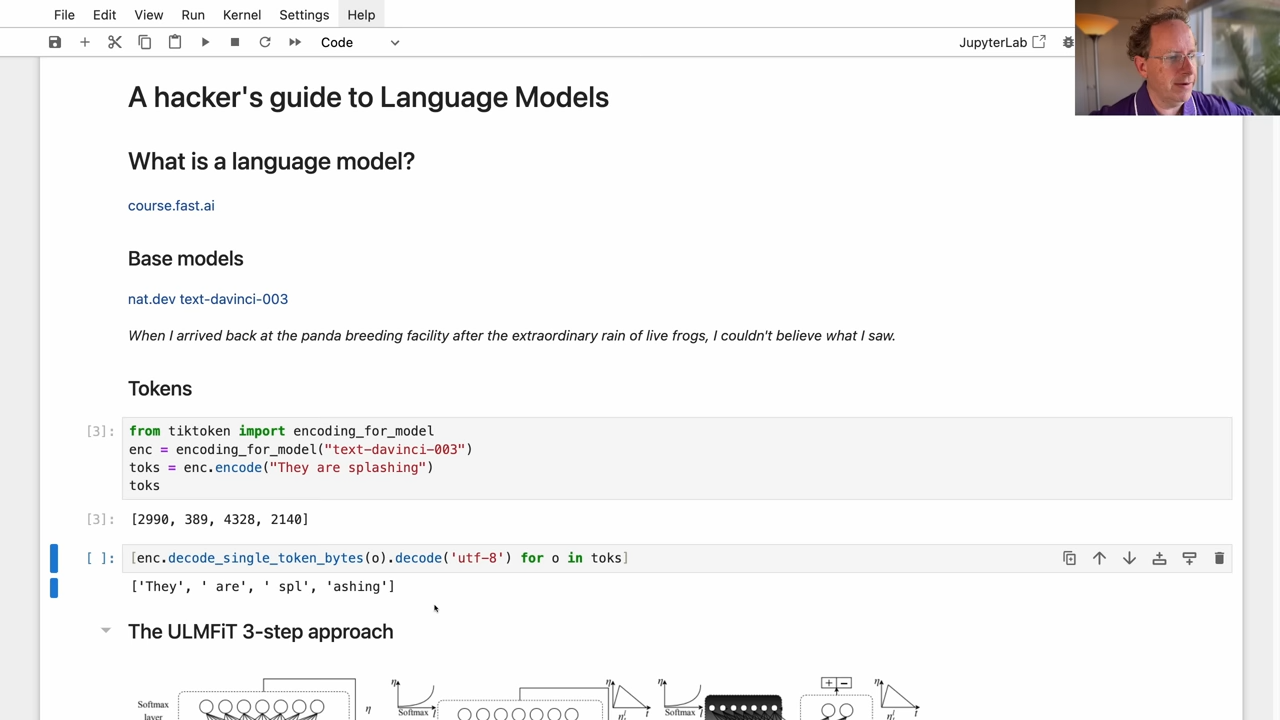 File Edit View Run Kernel Settings Help
Code
JupyterLab
A hacker's guide to Language Models
What is a language model?
course.fast.ai
Base models
nat.dev text-davinci-003
When I arrived back at the panda breeding facility after the extraordinary rain of live frogs, I couldn't believe what I saw.
Tokens
[3]: from tiktoken import encoding_for_model
enc = encoding_for_model("text-davinci-003")
toks = enc.encode("They are splashing")
toks
[3]: [2990, 389, 4328, 2140]
[ ]: [enc.decode_single_token_bytes(o).decode('utf-8') for o in toks]
['They', ' are', ' spl', 'ashing']
The ULMFiT 3-step approach
Softmax
layer
η
η
Softmax
t
η
Softmax
+ −
η
t